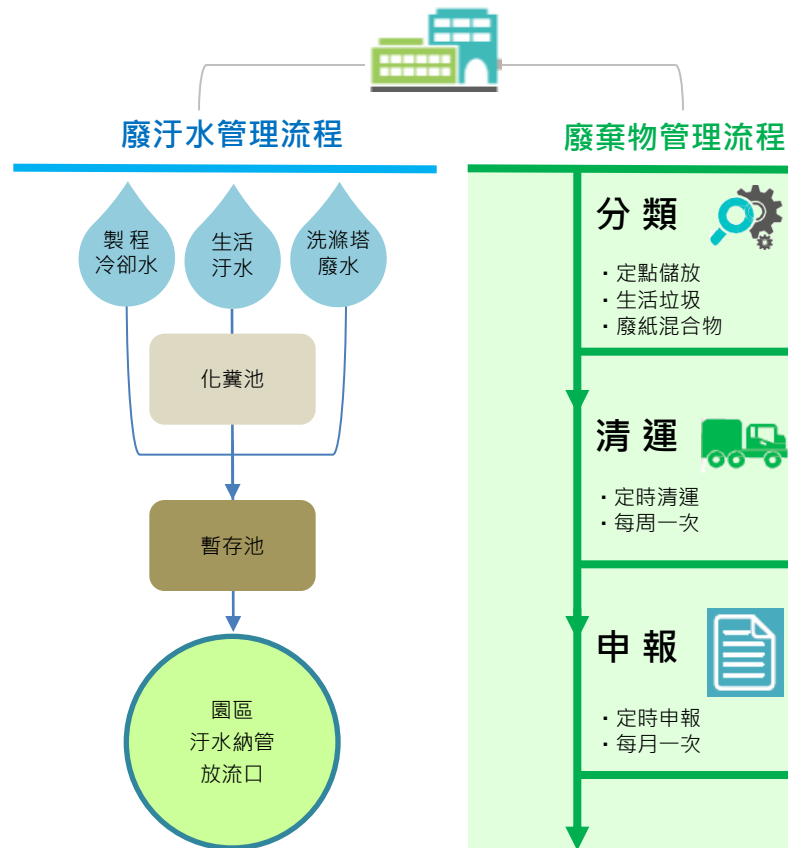 廢汙水管理流程
製 程
冷卻水
生活
汙水
洗滌塔
廢水
化糞池
暫存池
園區
汙水納管
放流口
廢棄物管理流程
分 類
・定點儲放
・生活垃圾
・廢紙混合物
清 運
・定時清運
・每周一次
申 報
・定時申報
・每月一次